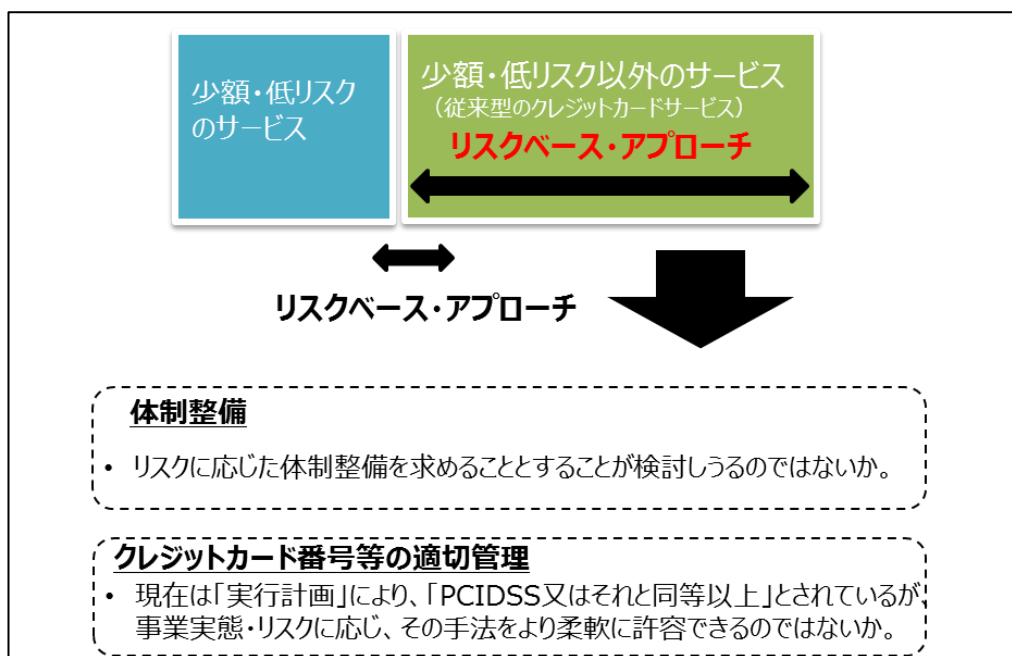 少額・低リスク
のサービス
少額・低リスク以外のサービス
（従来型のクレジットカードサービス）
リスクベース・アプローチ
リスクベース・アプローチ
体制整備
• リスクに応じた体制整備を求めることとすることが検討しうるのではないか。
クレジットカード番号等の適切管理
• 現在は「実行計画」により、「PCIDSS又はそれと同等以上」とされているが、
事業実態・リスクに応じ、その手法をより柔軟に許容できるのではないか。